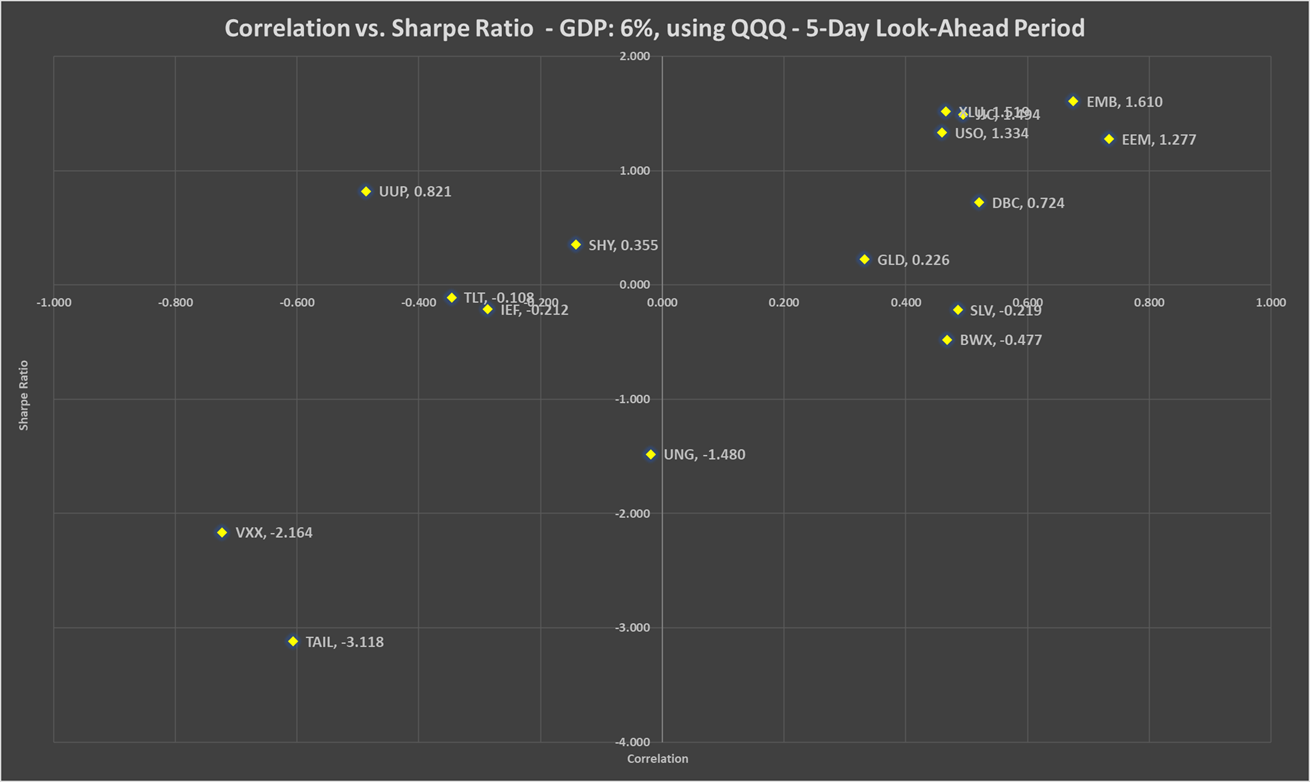 Correlation vs. Sharpe Ratio - GDP: 6%, using QQQ - 5-Day Look-Ahead Period
2.000
EMB, 1.610
XLU, 1.519
JJC, 1.494
USO, 1.334
EEM, 1.277
1.000
UUP, 0.821
DBC, 0.724
SHY, 0.355
GLD, 0.226
0.000
TLT, -0.108
-1.000 -0.800 -0.600 -0.400 -0.200 0.000 0.200 0.400 0.600 0.800 1.000
IEF, -0.212
SLV, -0.219
BWX, -0.477
Sharpe Ratio
-1.000
UNG, -1.480
-2.000
VXX, -2.164
-3.000
TAIL, -3.118
-4.000
Correlation